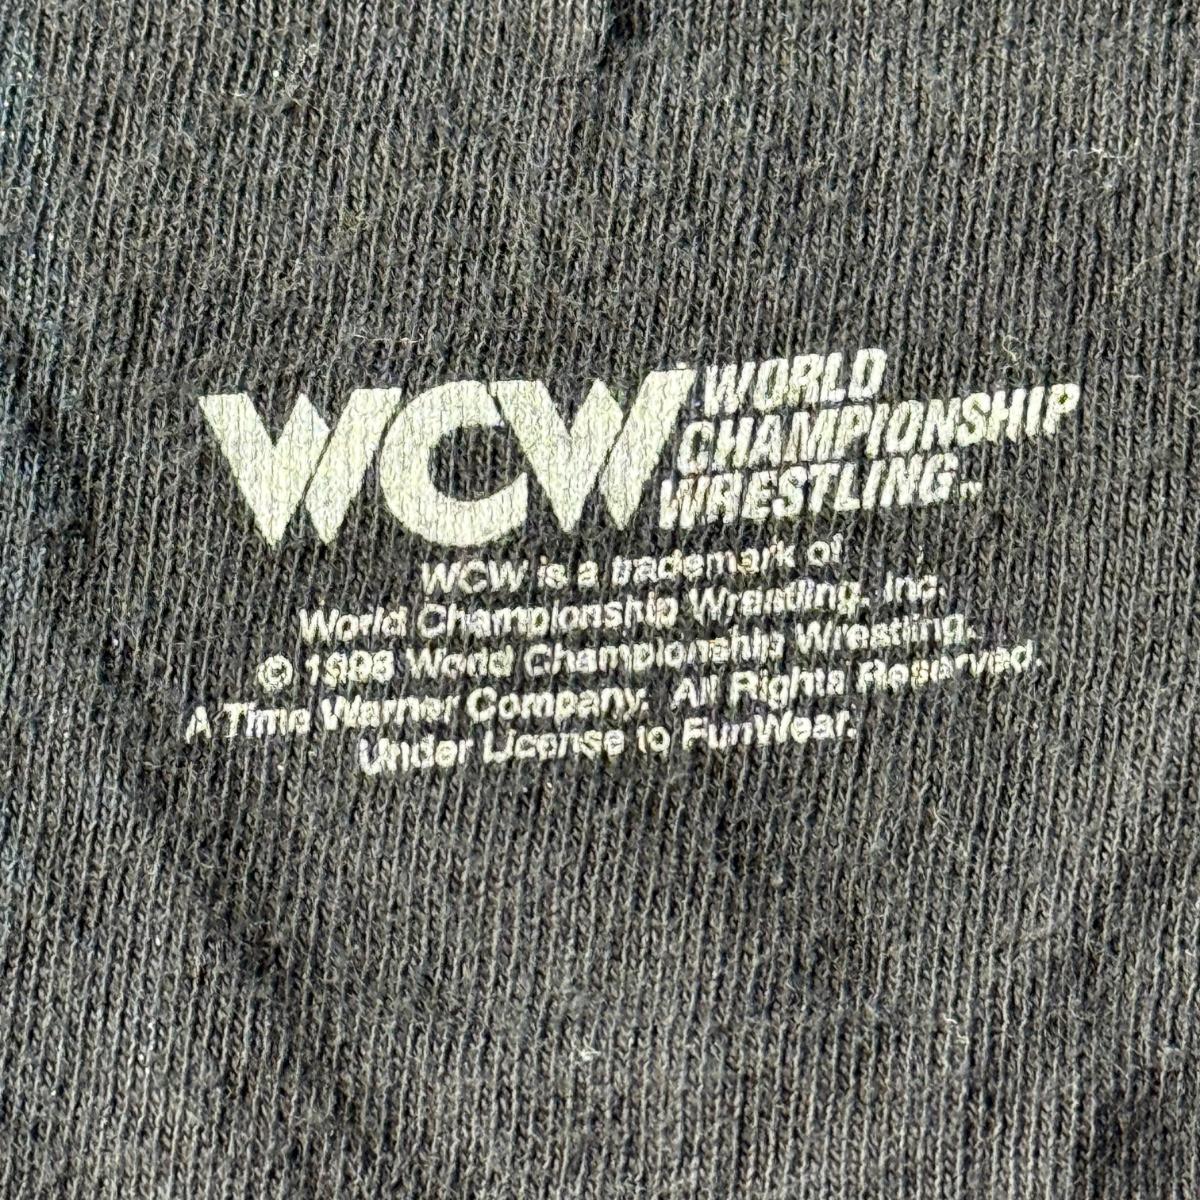 WCW WORLD
CHAMPIONSHIP
WRESTLING™
WCW is a trademark of
World Championship Wrestling, Inc.
© 1998 World Championship Wrestling.
A Time Warner Company. All Rights Reserved.
Under License to FunWear.